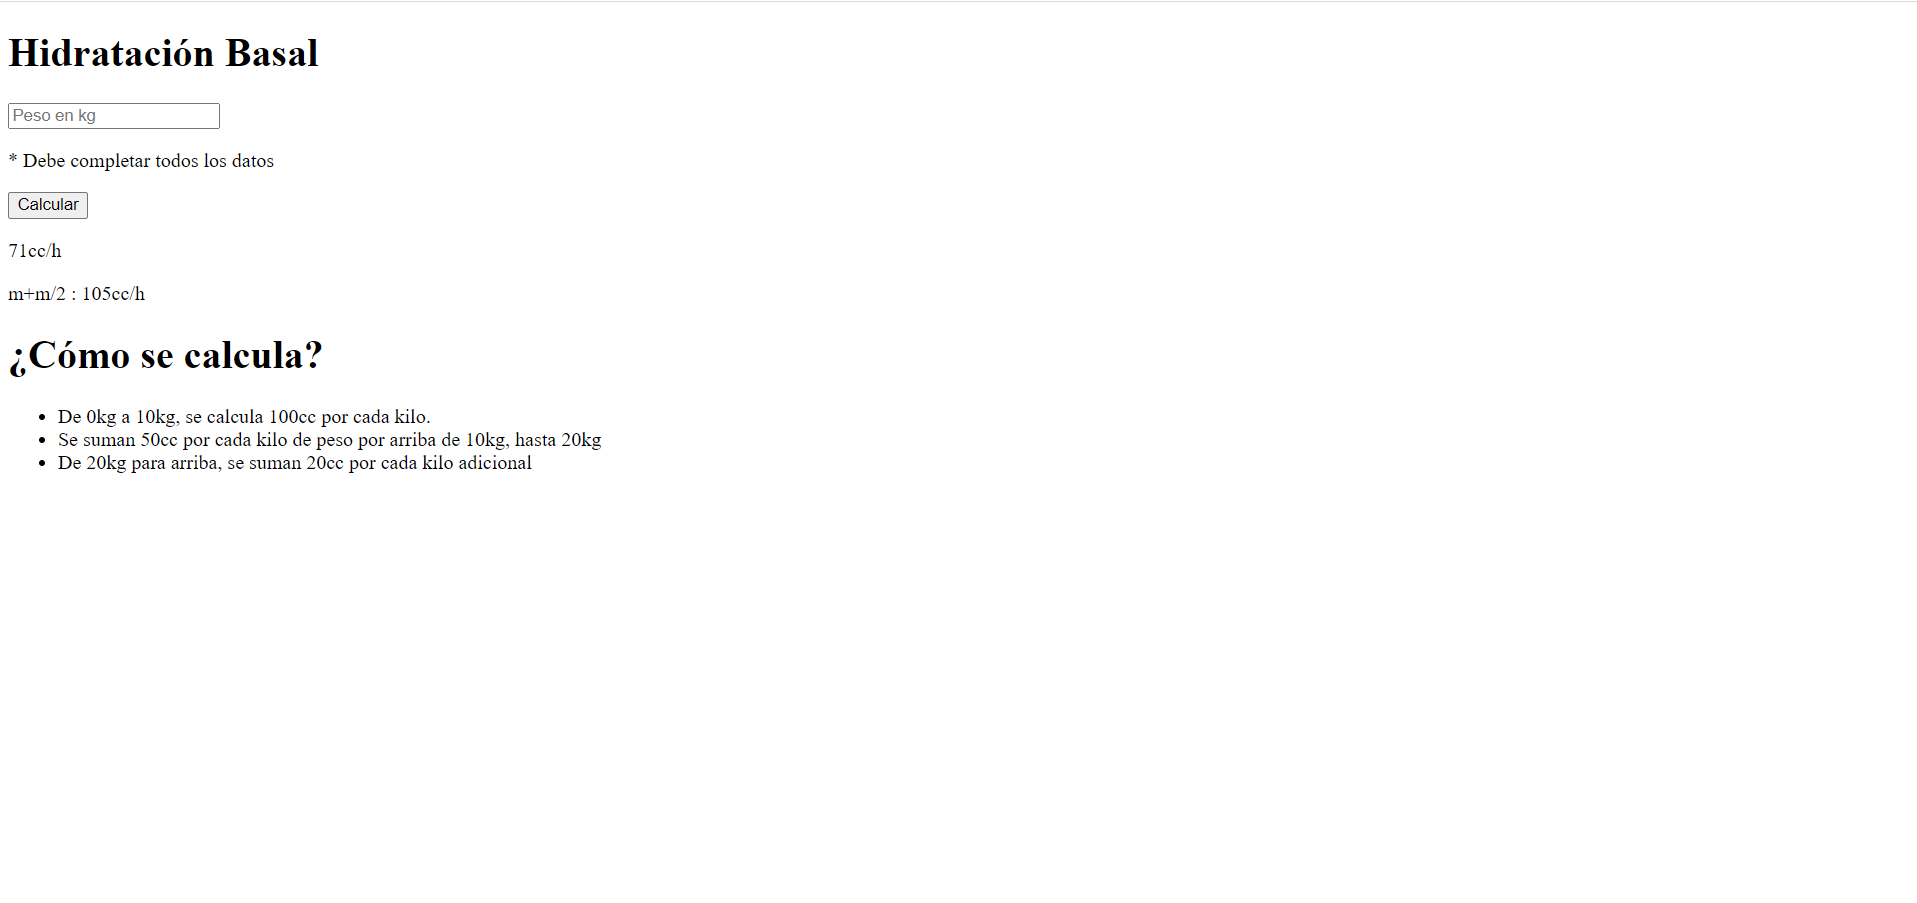 Hidratación Basal
Peso en kg
* Debe completar todos los datos
Calcular
71cc/h
m+m/2 : 105cc/h
¿Cómo se calcula?
• De 0kg a 10kg, se calcula 100cc por cada kilo.
• Se suman 50cc por cada kilo de peso por arriba de 10kg, hasta 20kg
• De 20kg para arriba, se suman 20cc por cada kilo adicional